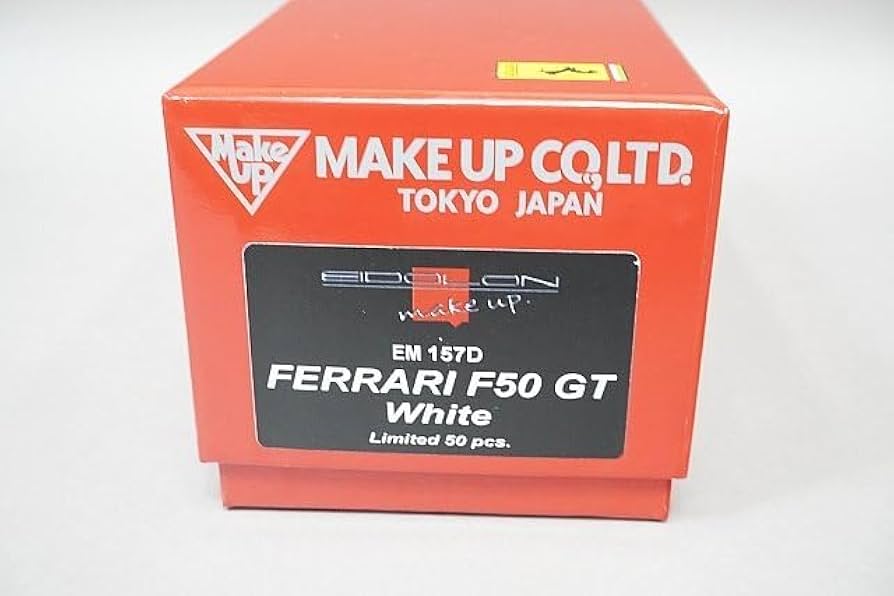 Make
UP
MAKE UP CO.,LTD.
TOKYO JAPAN
EIDOLON
make up.
EM 157D
FERRARI F50 GT
White
Limited 50 pcs.